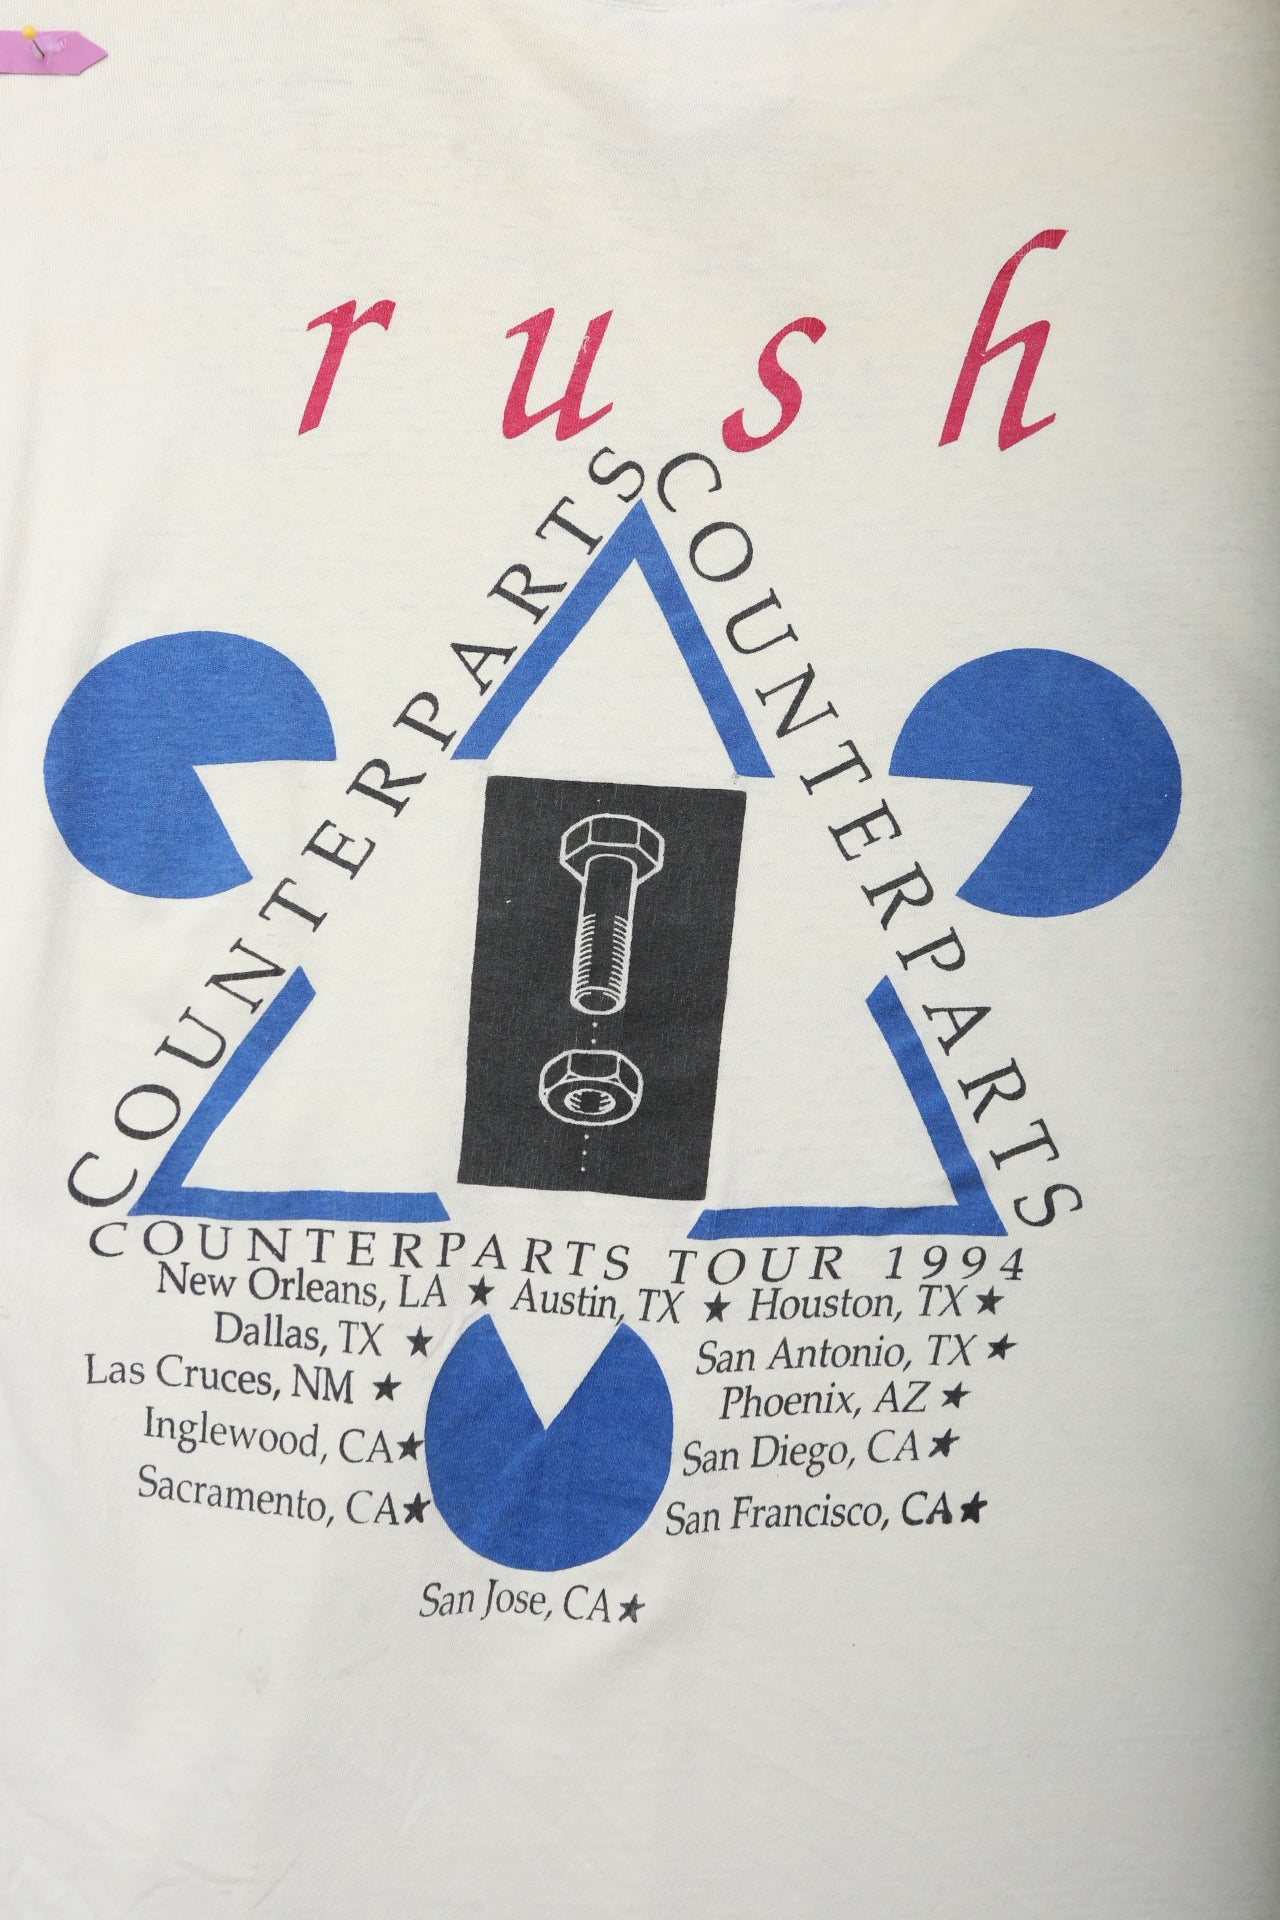 rush
COUNTERPARTS
COUNTERPARTS
COUNTERPARTS TOUR 1994
New Orleans, LA ★ Austin, TX ★ Houston, TX ★
Dallas, TX ★ San Antonio, TX ★
Las Cruces, NM ★ Phoenix, AZ ★
Inglewood, CA ★ San Diego, CA ★
Sacramento, CA ★ San Francisco, CA ★
San Jose, CA ★